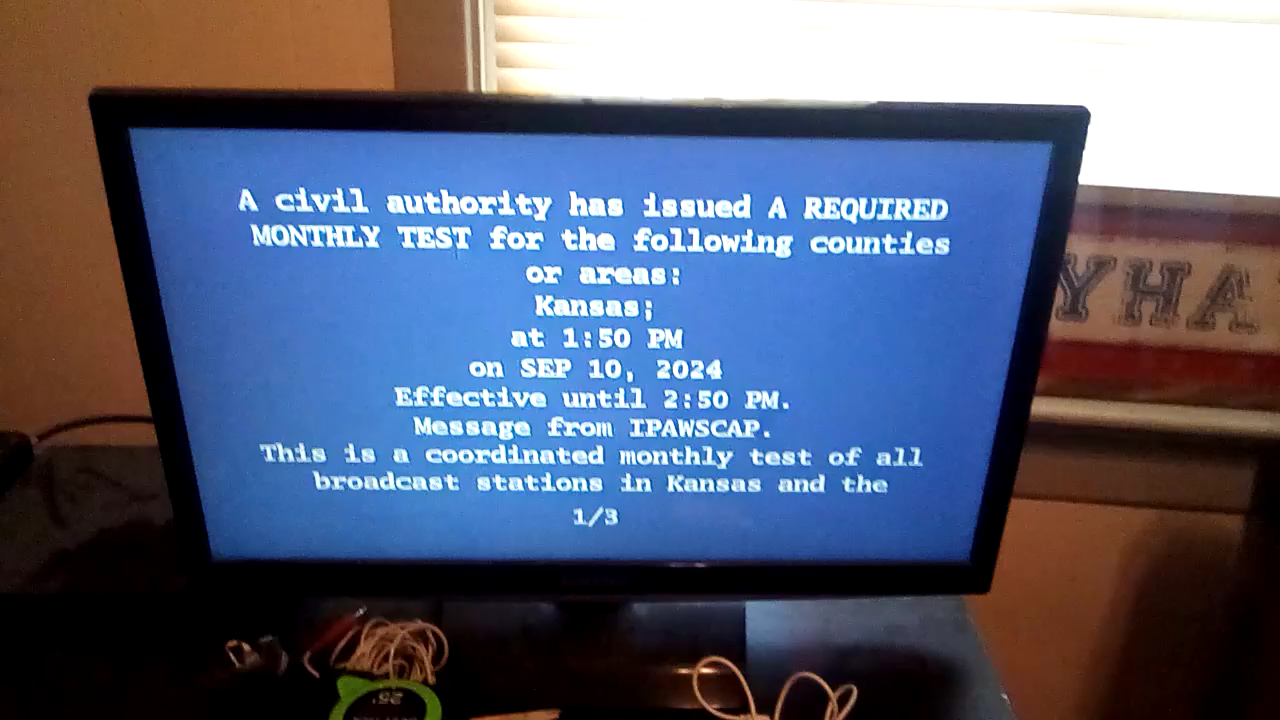 A civil authority has issued A REQUIRED
MONTHLY TEST for the following counties
or areas:
Kansas;
at 1:50 PM
on SEP 10, 2024
Effective until 2:50 PM.
Message from IPAWSCAP.
This is a coordinated monthly test of all
broadcast stations in Kansas and the
1/3
YHA
25'